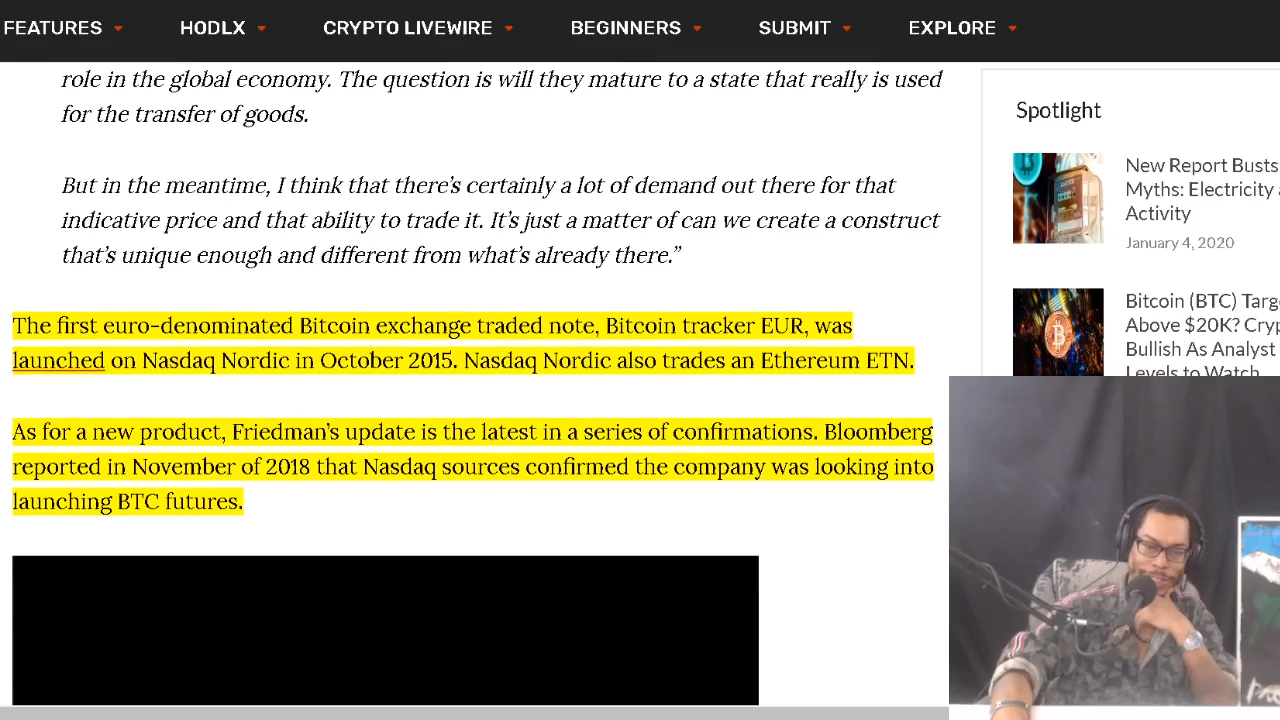 FEATURES HODLX CRYPTO LIVEWIRE BEGINNERS SUBMIT EXPLORE
role in the global economy. The question is will they mature to a state that really is used
for the transfer of goods.
But in the meantime, I think that there's certainly a lot of demand out there for that
indicative price and that ability to trade it. It's just a matter of can we create a construct
that's unique enough and different from what's already there.”
The first euro-denominated Bitcoin exchange traded note, Bitcoin tracker EUR, was
launched on Nasdaq Nordic in October 2015. Nasdaq Nordic also trades an Ethereum ETN.
As for a new product, Friedman's update is the latest in a series of confirmations. Bloomberg
reported in November of 2018 that Nasdaq sources confirmed the company was looking into
launching BTC futures.
Spotlight
New Report Busts
Myths: Electricity
Activity
January 4, 2020
Bitcoin (BTC) Targ
Above $20K? Cryp
Bullish As Analyst
Levels to Watch